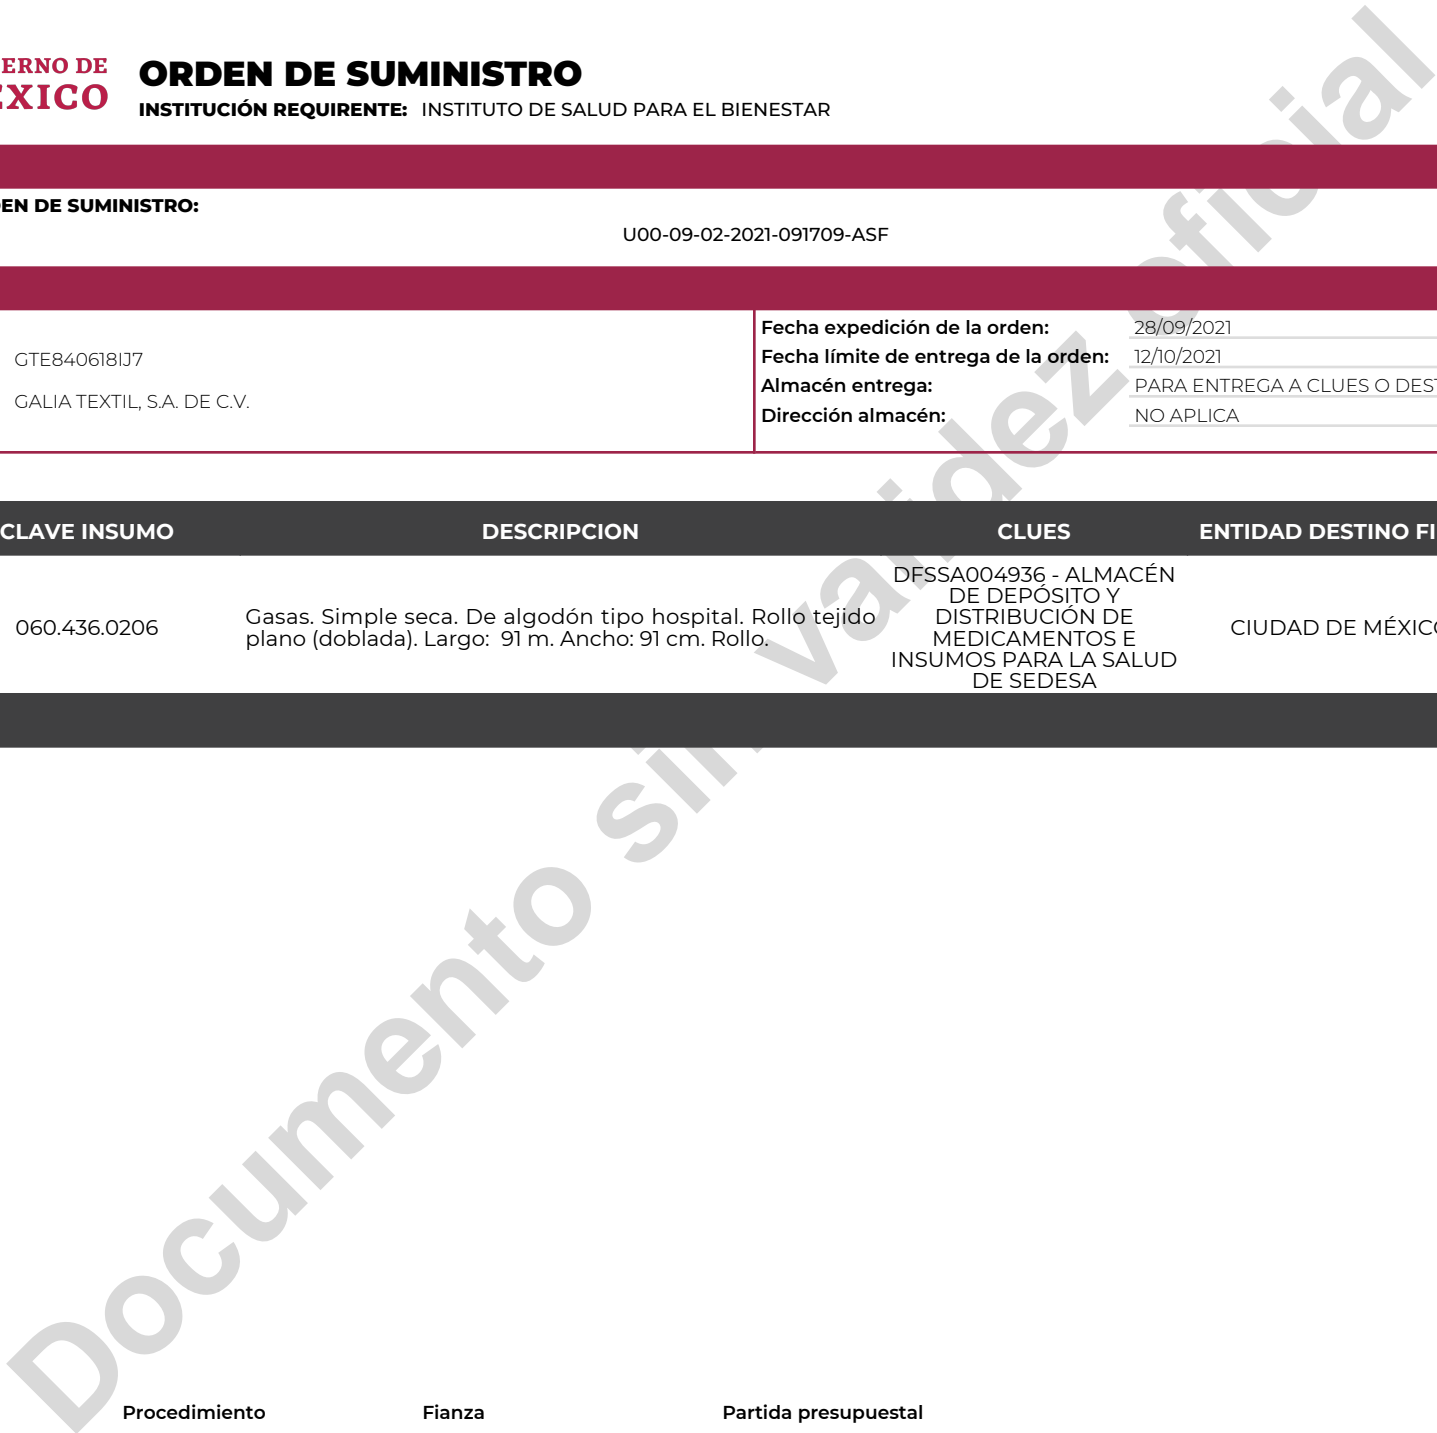 ERNO DE
ÉXICO
ORDEN DE SUMINISTRO
INSTITUCIÓN REQUIRENTE: INSTITUTO DE SALUD PARA EL BIENESTAR
EN DE SUMINISTRO:
U00-09-02-2021-091709-ASF
GTE840618IJ7
GALIA TEXTIL, S.A. DE C.V.
Fecha expedición de la orden: 28/09/2021
Fecha límite de entrega de la orden: 12/10/2021
Almacén entrega: PARA ENTREGA A CLUES O DEST
Dirección almacén: NO APLICA
CLAVE INSUMO DESCRIPCION CLUES ENTIDAD DESTINO FI
060.436.0206
Gasas. Simple seca. De algodón tipo hospital. Rollo tejido
plano (doblada). Largo: 91 m. Ancho: 91 cm. Rollo.
DFSSA004936 - ALMACÉN
DE DEPÓSITO Y
DISTRIBUCIÓN DE
MEDICAMENTOS E
INSUMOS PARA LA SALUD
DE SEDESA
CIUDAD DE MÉXICO
Documento sin validez oficial
Procedimiento Fianza Partida presupuestal